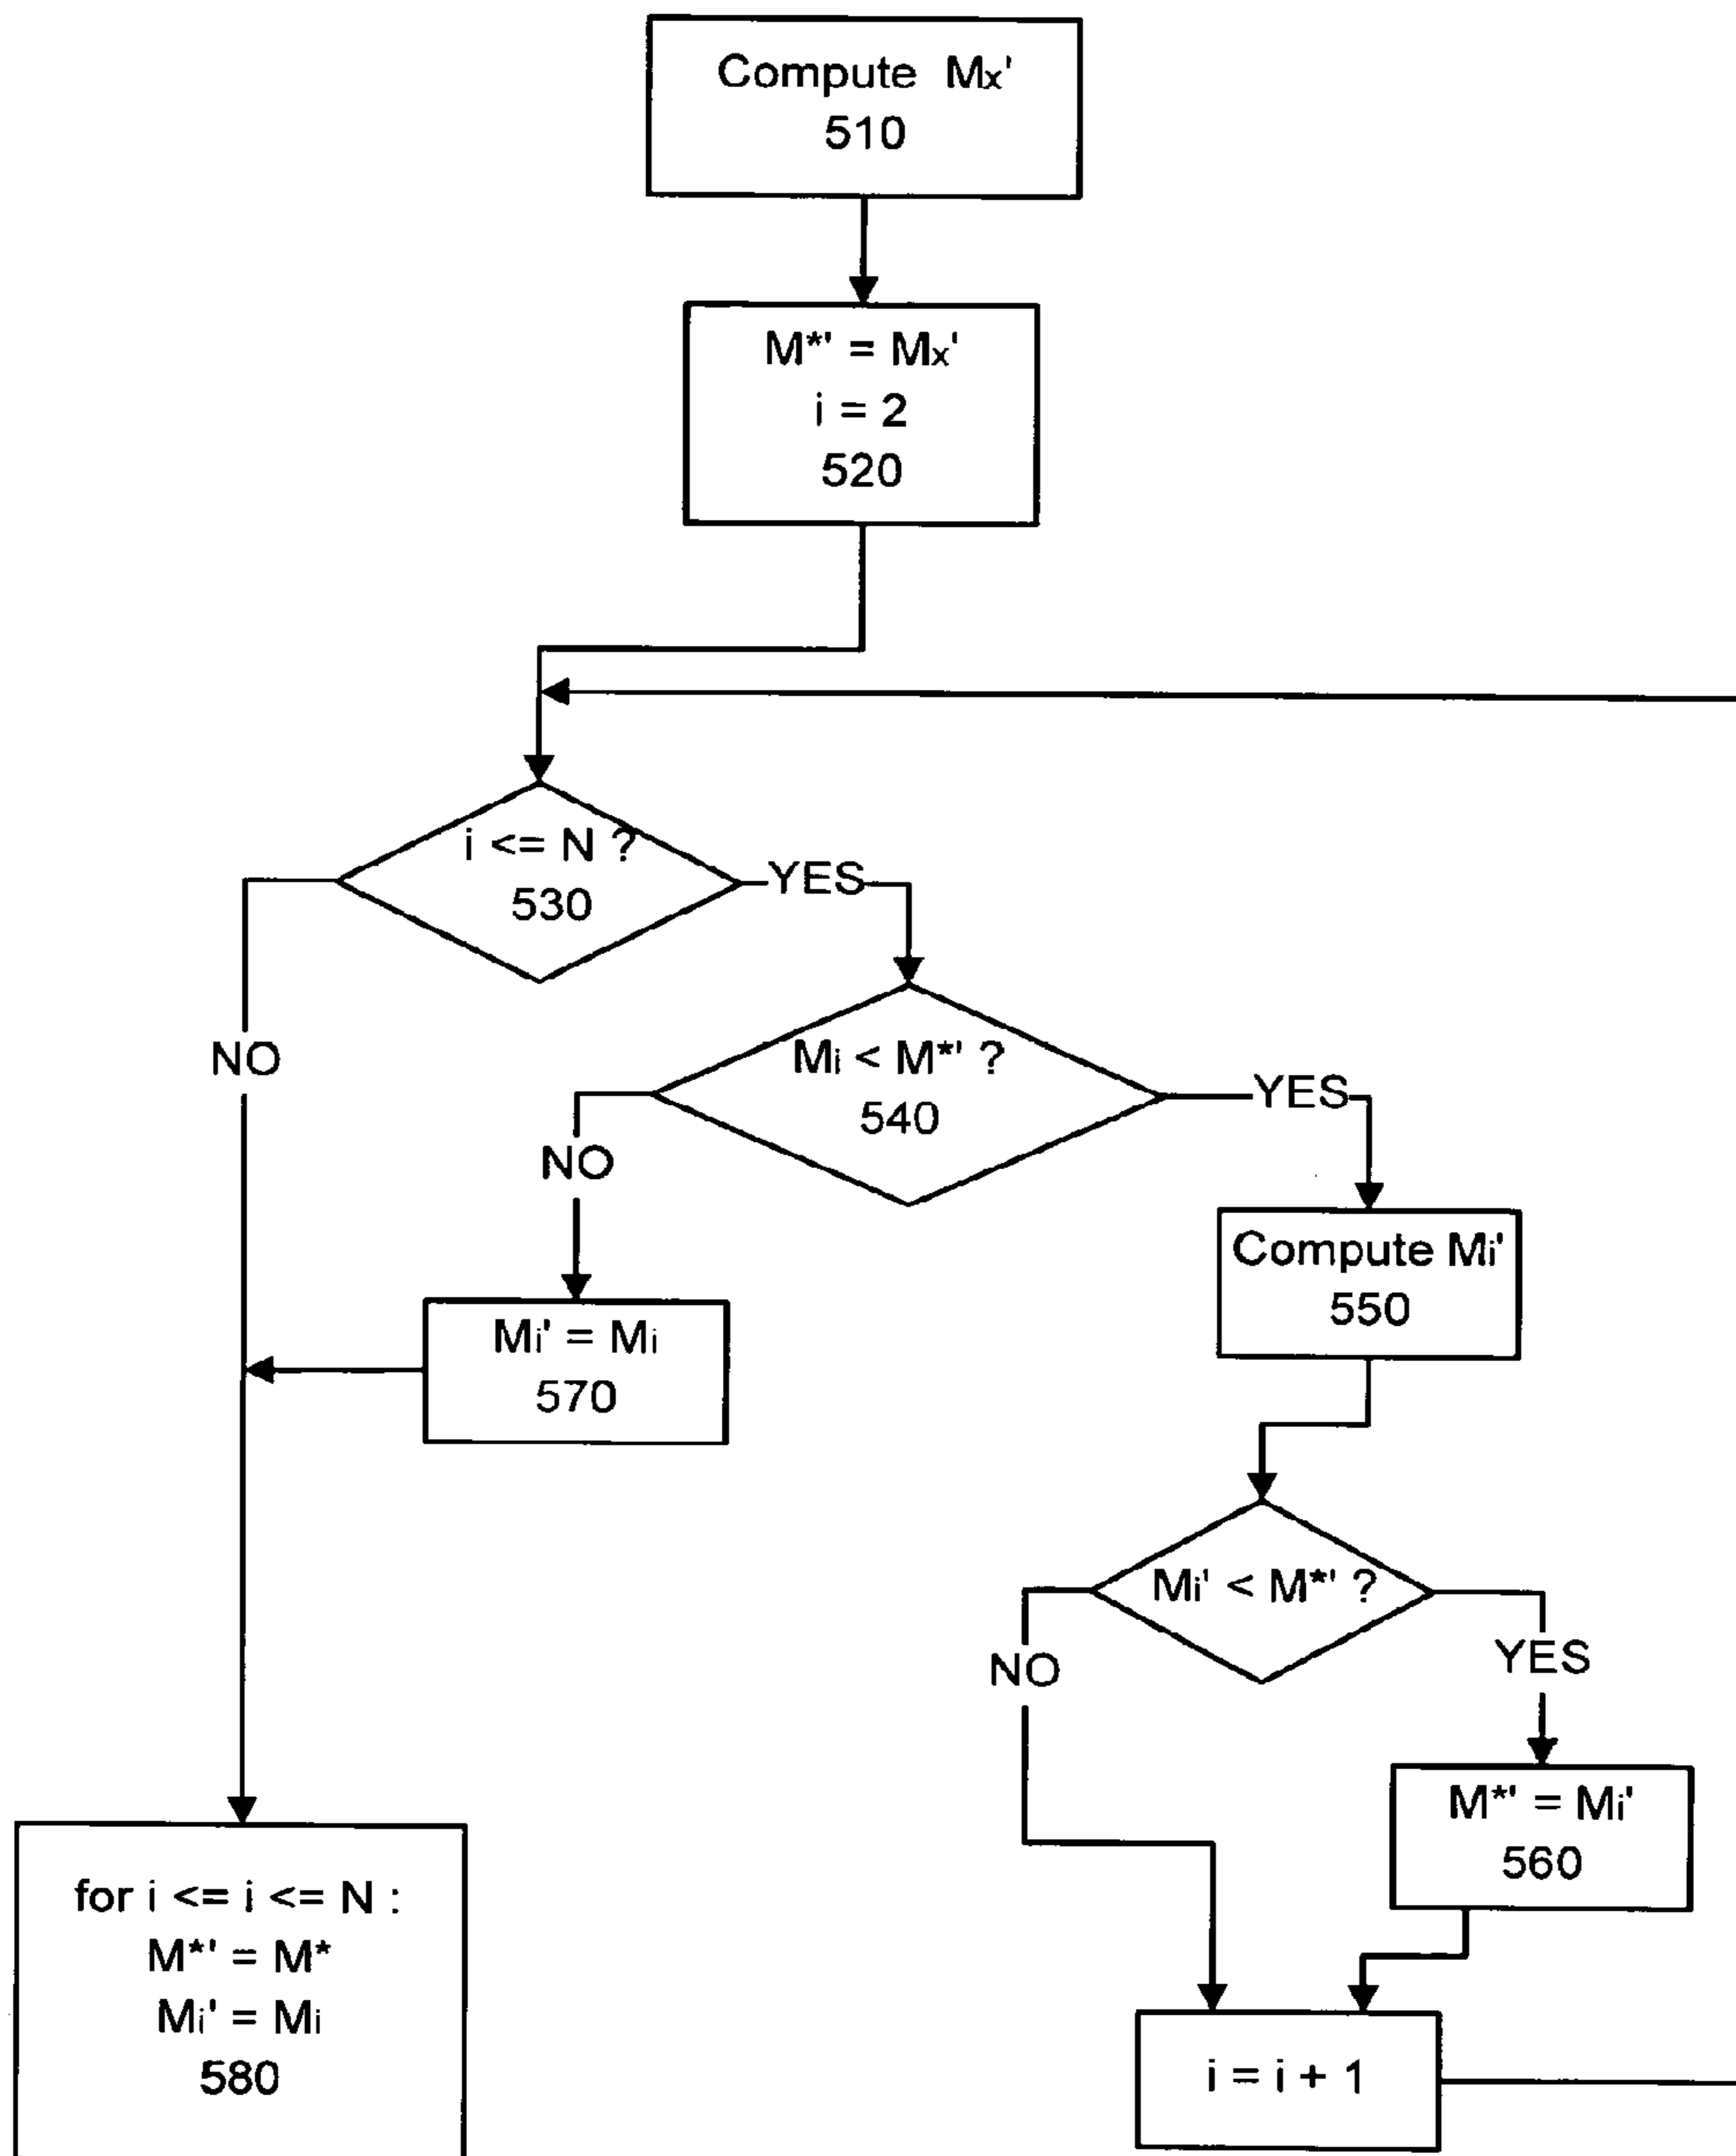 Compute Mx'
510
M*' = Mx'
i = 2
520
i <= N ?
530
YES
NO
Mi < M*' ?
540
YES
NO
Compute Mi'
550
Mi' = Mi
570
Mi' < M*' ?
NO
YES
M*' = Mi'
560
for i <= i <= N :
M*' = M*
Mi' = Mi
580
i = i + 1